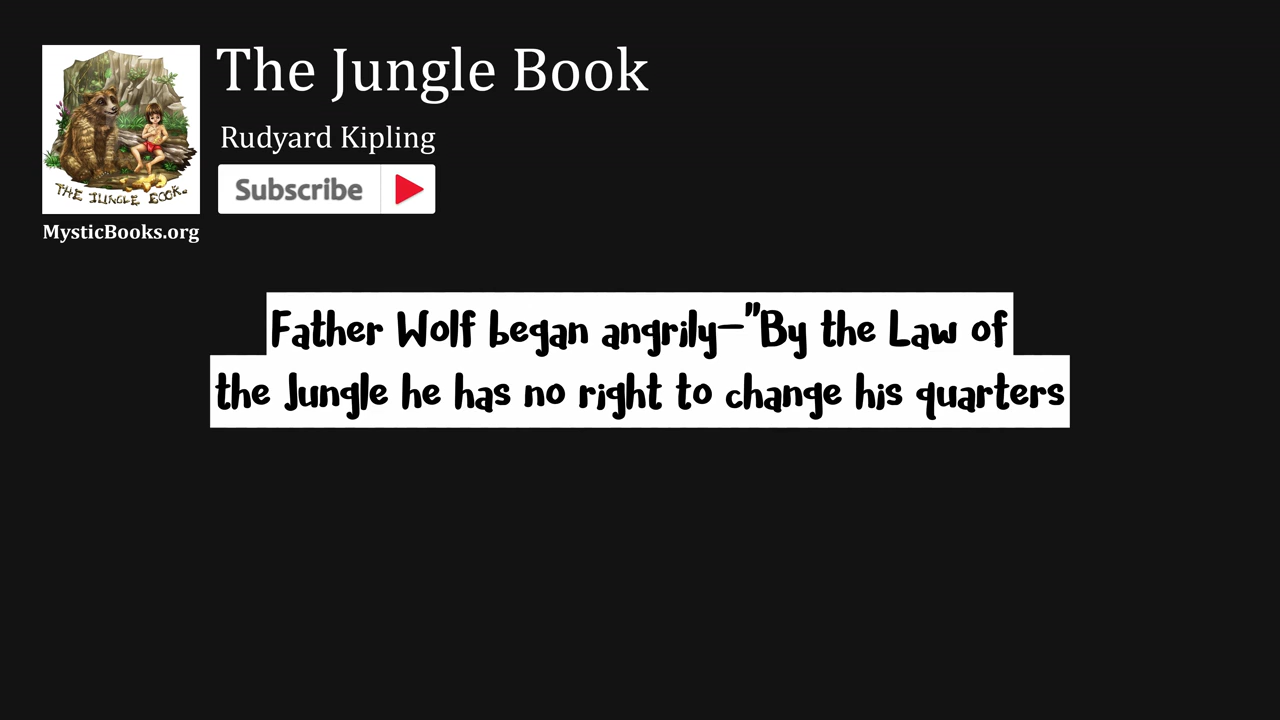 The Jungle Book
Rudyard Kipling
Subscribe
THE JUNGLE BOOK.
MysticBooks.org
Father Wolf began angrily—"By the Law of
the Jungle he has no right to change his quarters